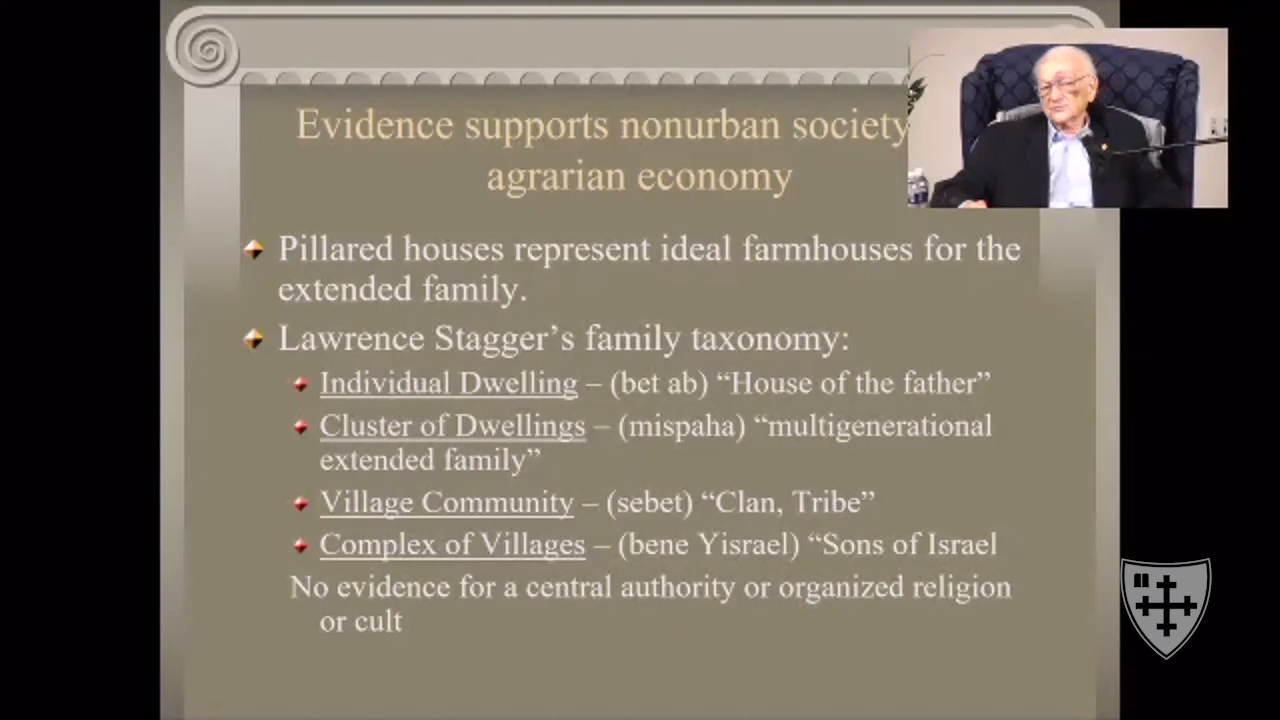 Evidence supports nonurban society
agrarian economy
Pillared houses represent ideal farmhouses for the
extended family.
Lawrence Stagger’s family taxonomy:
Individual Dwelling – (bet ab) “House of the father”
Cluster of Dwellings – (mispaha) “multigenerational
extended family”
Village Community – (sebet) “Clan, Tribe”
Complex of Villages – (bene Yisrael) “Sons of Israel
No evidence for a central authority or organized religion
or cult